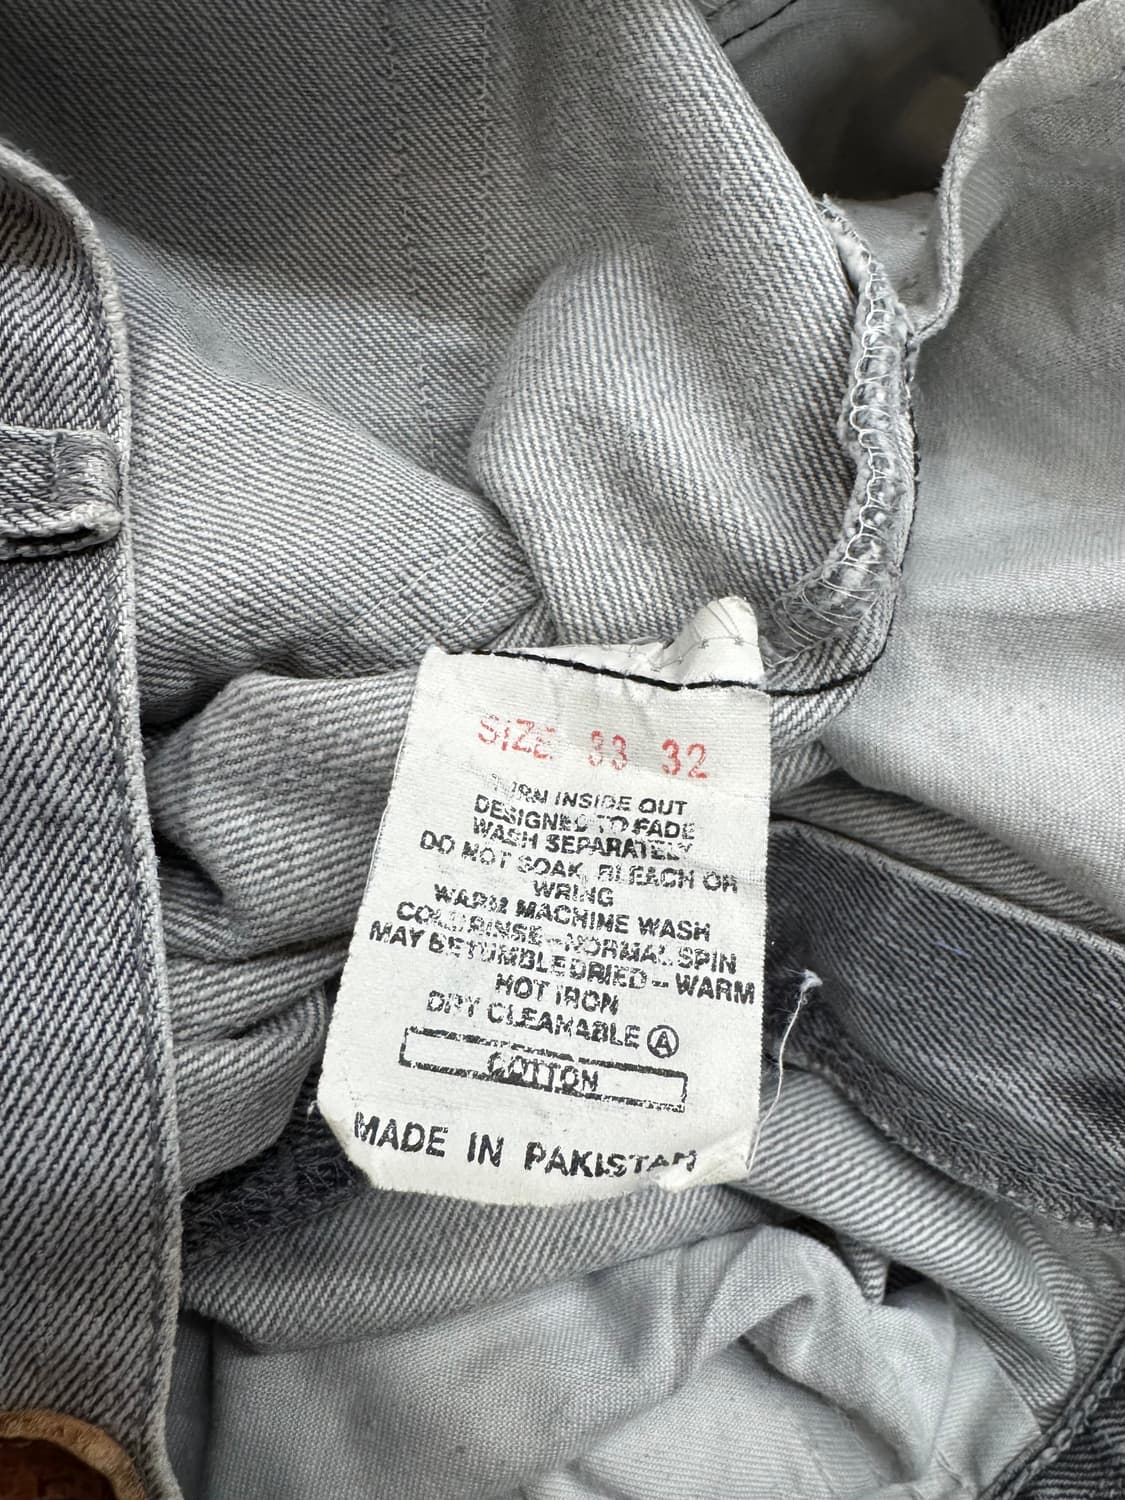 SIZE 33 32
TURN INSIDE OUT
DESIGNED TO FADE
WASH SEPARATELY
DO NOT SOAK, BLEACH OR
WRING
WARM MACHINE WASH
COLD RINSE - NORMAL SPIN
MAY BE TUMBLE DRIED - WARM
HOT IRON
DRY CLEANABLE Ⓐ
COTTON
MADE IN PAKISTAN